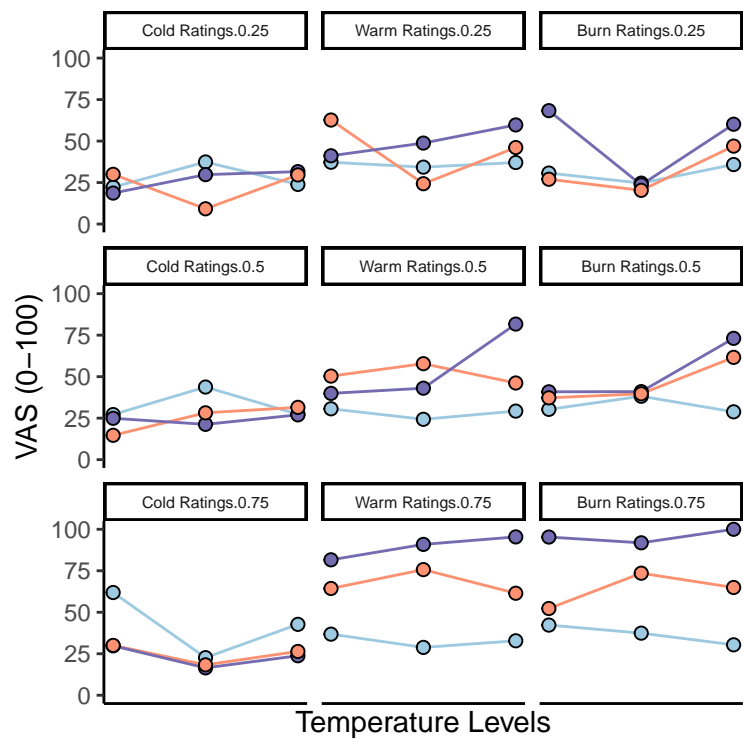 Cold Ratings.0.25
Warm Ratings.0.25
Burn Ratings.0.25
100
75
50
25
0
Cold Ratings.0.5
Warm Ratings.0.5
Burn Ratings.0.5
100
75
50
25
0
Cold Ratings.0.75
Warm Ratings.0.75
Burn Ratings.0.75
100
75
50
25
0
VAS (0−100)
Temperature Levels